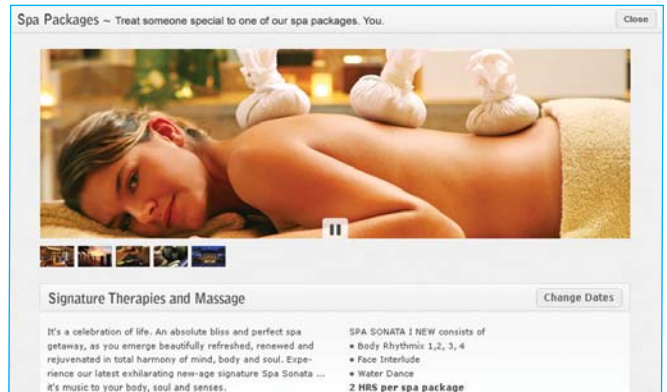 Spa Packages ~ Treat someone special to one of our spa packages. You.
Close
Signature Therapies and Massage
Change Dates
It's a celebration of life. An absolute bliss and perfect spa
getaway, as you emerge beautifully refreshed, renewed and
rejuvenated in total harmony of mind, body and soul. Expe-
rience our latest exhilarating new-age signature Spa Sonata ...
it's music to your body, soul and senses.
SPA SONATA I NEW consists of
• Body Rhythmix 1,2, 3, 4
• Face Interlude
• Water Dance
2 HRS per spa package